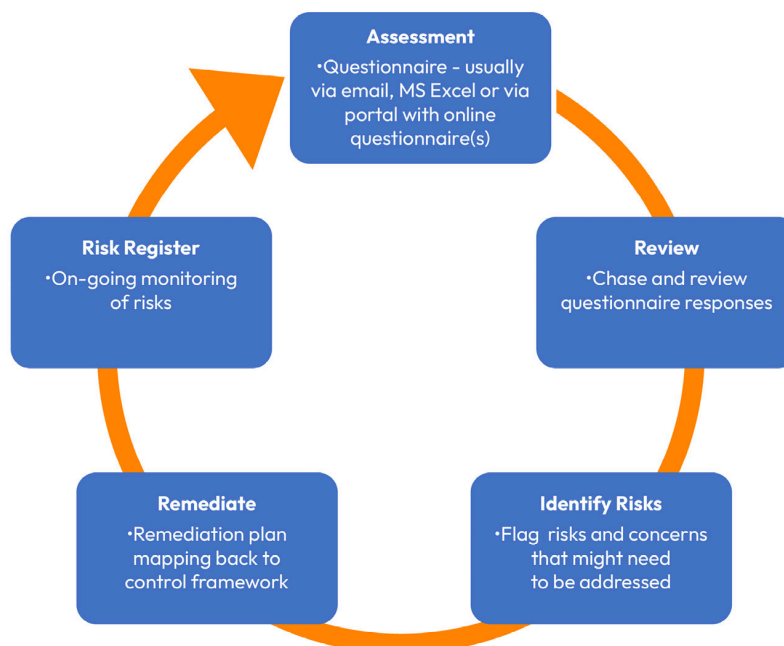 Assessment
•Questionnaire - usually
via email, MS Excel or via
portal with online
questionnaire(s)
Review
•Chase and review
questionnaire responses
Identify Risks
•Flag risks and concerns
that might need
to be addressed
Remediate
•Remediation plan
mapping back to
control framework
Risk Register
•On-going monitoring
of risks